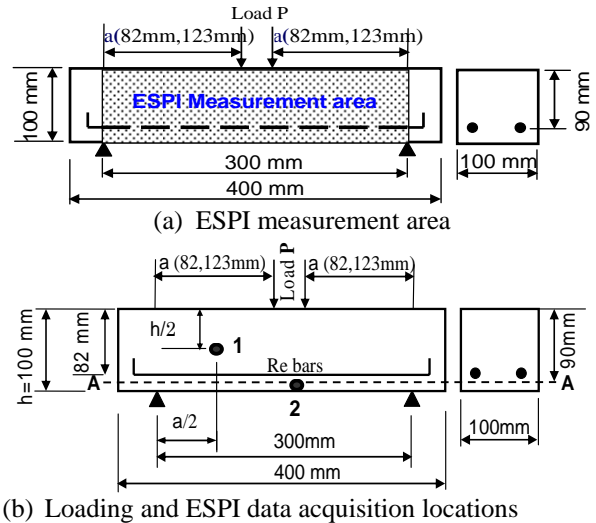 Load P
a(82mm,123mm) a(82mm,123mm)
ESPI Measurement area
100 mm
90 mm
300 mm
100 mm
400 mm
(a) ESPI measurement area
a (82,123mm) Load P a (82,123mm)
h=100 mm
82 mm
h/2
1
90mm
Re bars
A A
2
a/2
300mm
100mm
400 mm
(b) Loading and ESPI data acquisition locations